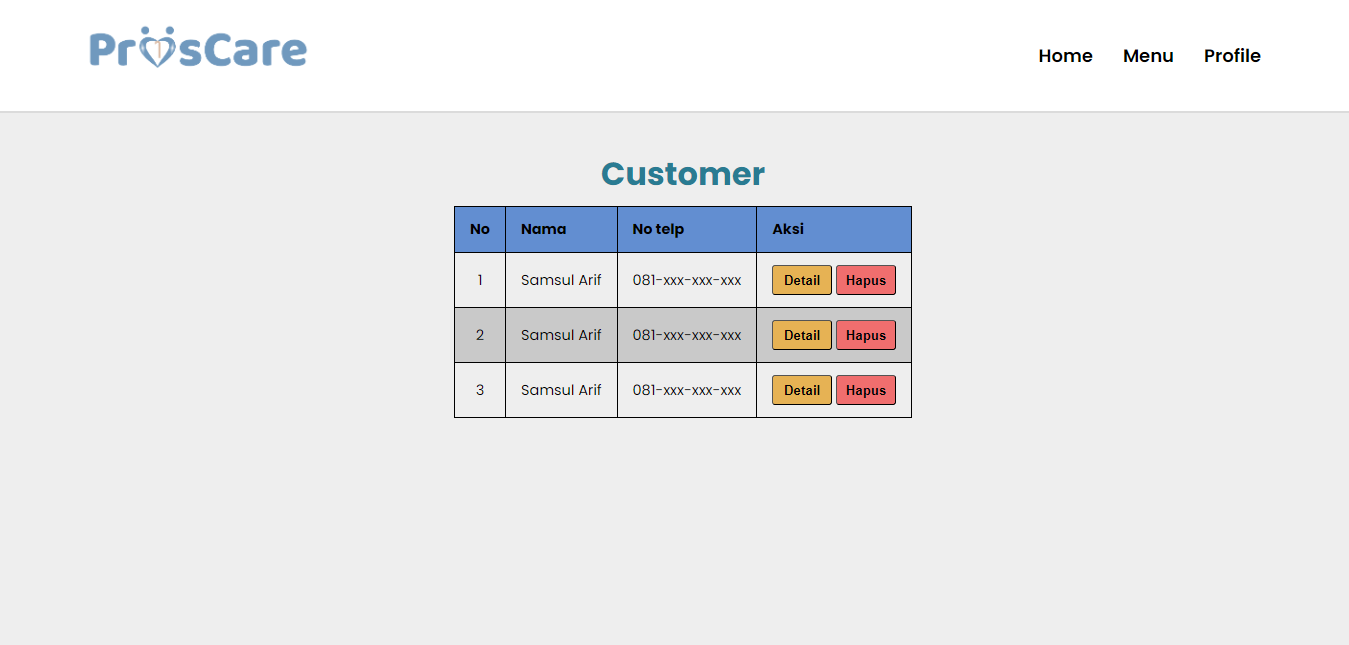 PriisCare
Home Menu Profile
Customer
No Nama No telp Aksi
1 Samsul Arif 081-xxx-xxx-xxx Detail Hapus
2 Samsul Arif 081-xxx-xxx-xxx Detail Hapus
3 Samsul Arif 081-xxx-xxx-xxx Detail Hapus